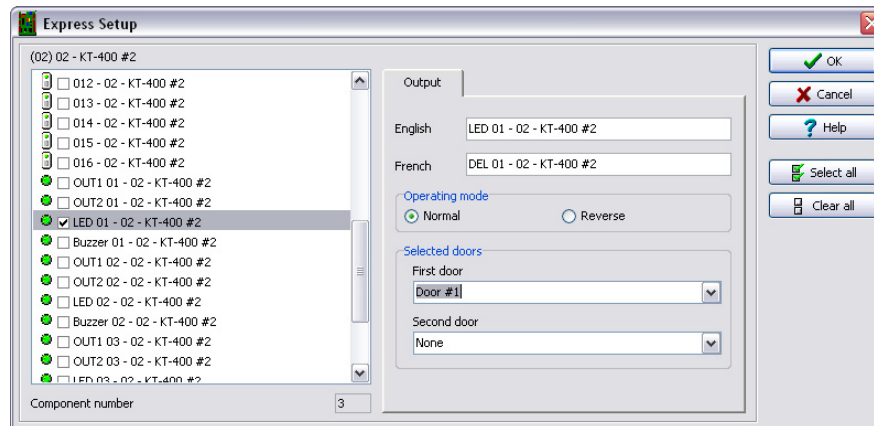 Express Setup
(02) 02 - KT-400 #2
012 - 02 - KT-400 #2
013 - 02 - KT-400 #2
014 - 02 - KT-400 #2
015 - 02 - KT-400 #2
016 - 02 - KT-400 #2
OUT1 01 - 02 - KT-400 #2
OUT2 01 - 02 - KT-400 #2
LED 01 - 02 - KT-400 #2
Buzzer 01 - 02 - KT-400 #2
OUT1 02 - 02 - KT-400 #2
OUT2 02 - 02 - KT-400 #2
LED 02 - 02 - KT-400 #2
Buzzer 02 - 02 - KT-400 #2
OUT1 03 - 02 - KT-400 #2
OUT2 03 - 02 - KT-400 #2
LED 03 - 02 - KT-400 #2
Component number 3
Output
English LED 01 - 02 - KT-400 #2
French DEL 01 - 02 - KT-400 #2
Operating mode
Normal Reverse
Selected doors
First door
Door #1
Second door
None
OK
Cancel
Help
Select all
Clear all